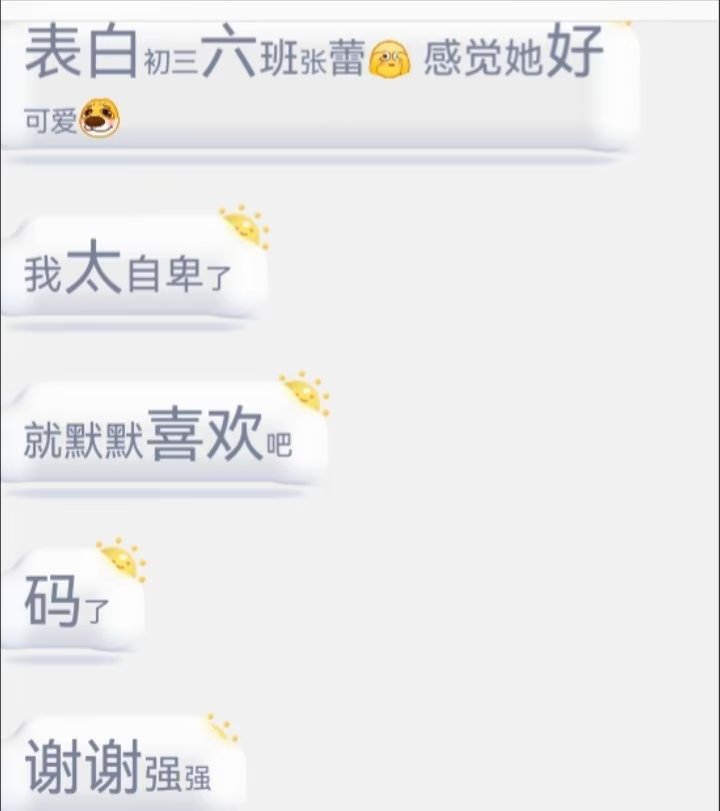 表白初三六班张蕾 感觉她好
可爱
我太自卑了
就默默喜欢吧
码了
谢谢强强